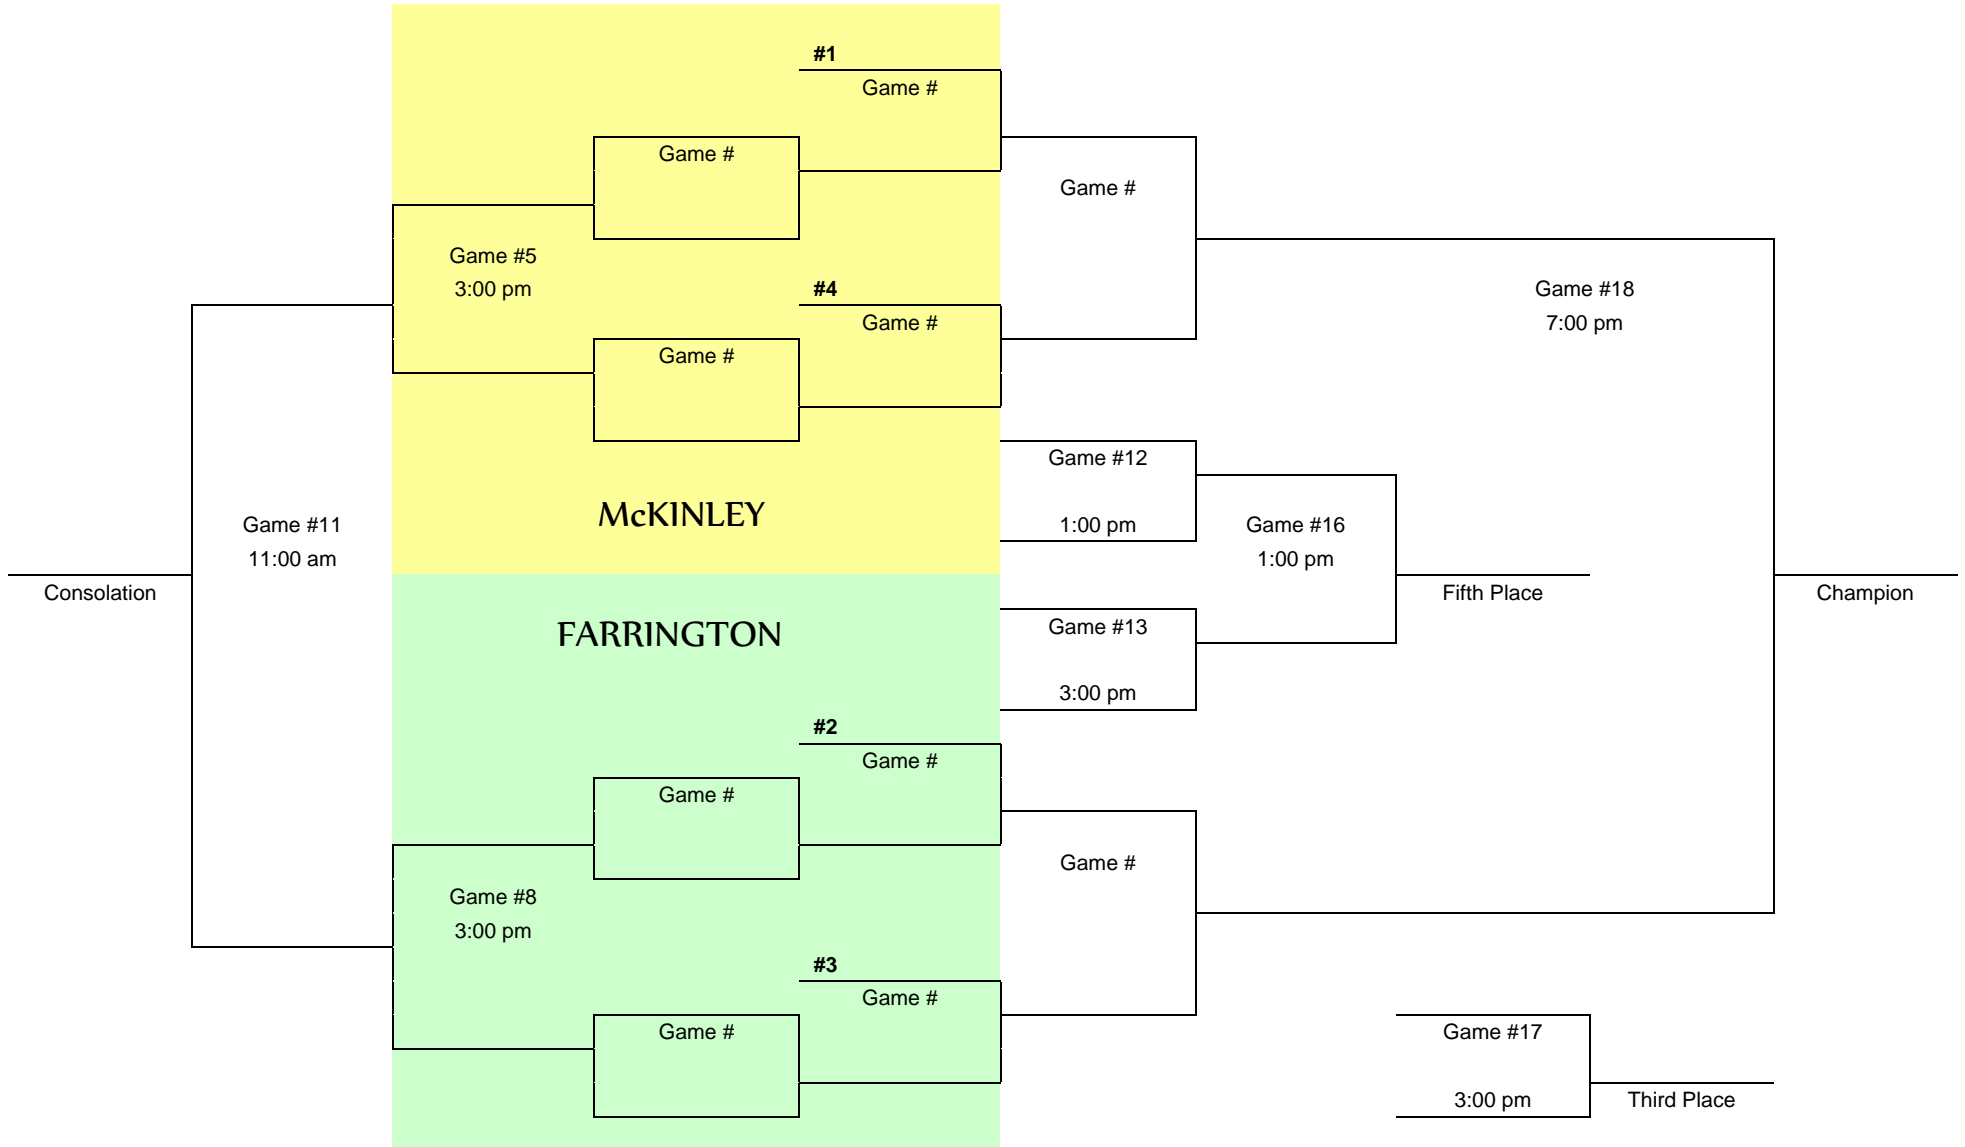 #1
Game #
Game #
Game #
Game #5
3:00 pm
#4
Game #18
Game #
7:00 pm
Game #
Game #12
McKINLEY
Game #11
1:00 pm
Game #16
11:00 am
1:00 pm
Consolation
Fifth Place
Champion
FARRINGTON
Game #13
3:00 pm
#2
Game #
Game #
Game #
Game #8
3:00 pm
#3
Game #
Game #
Game #17
3:00 pm
Third Place